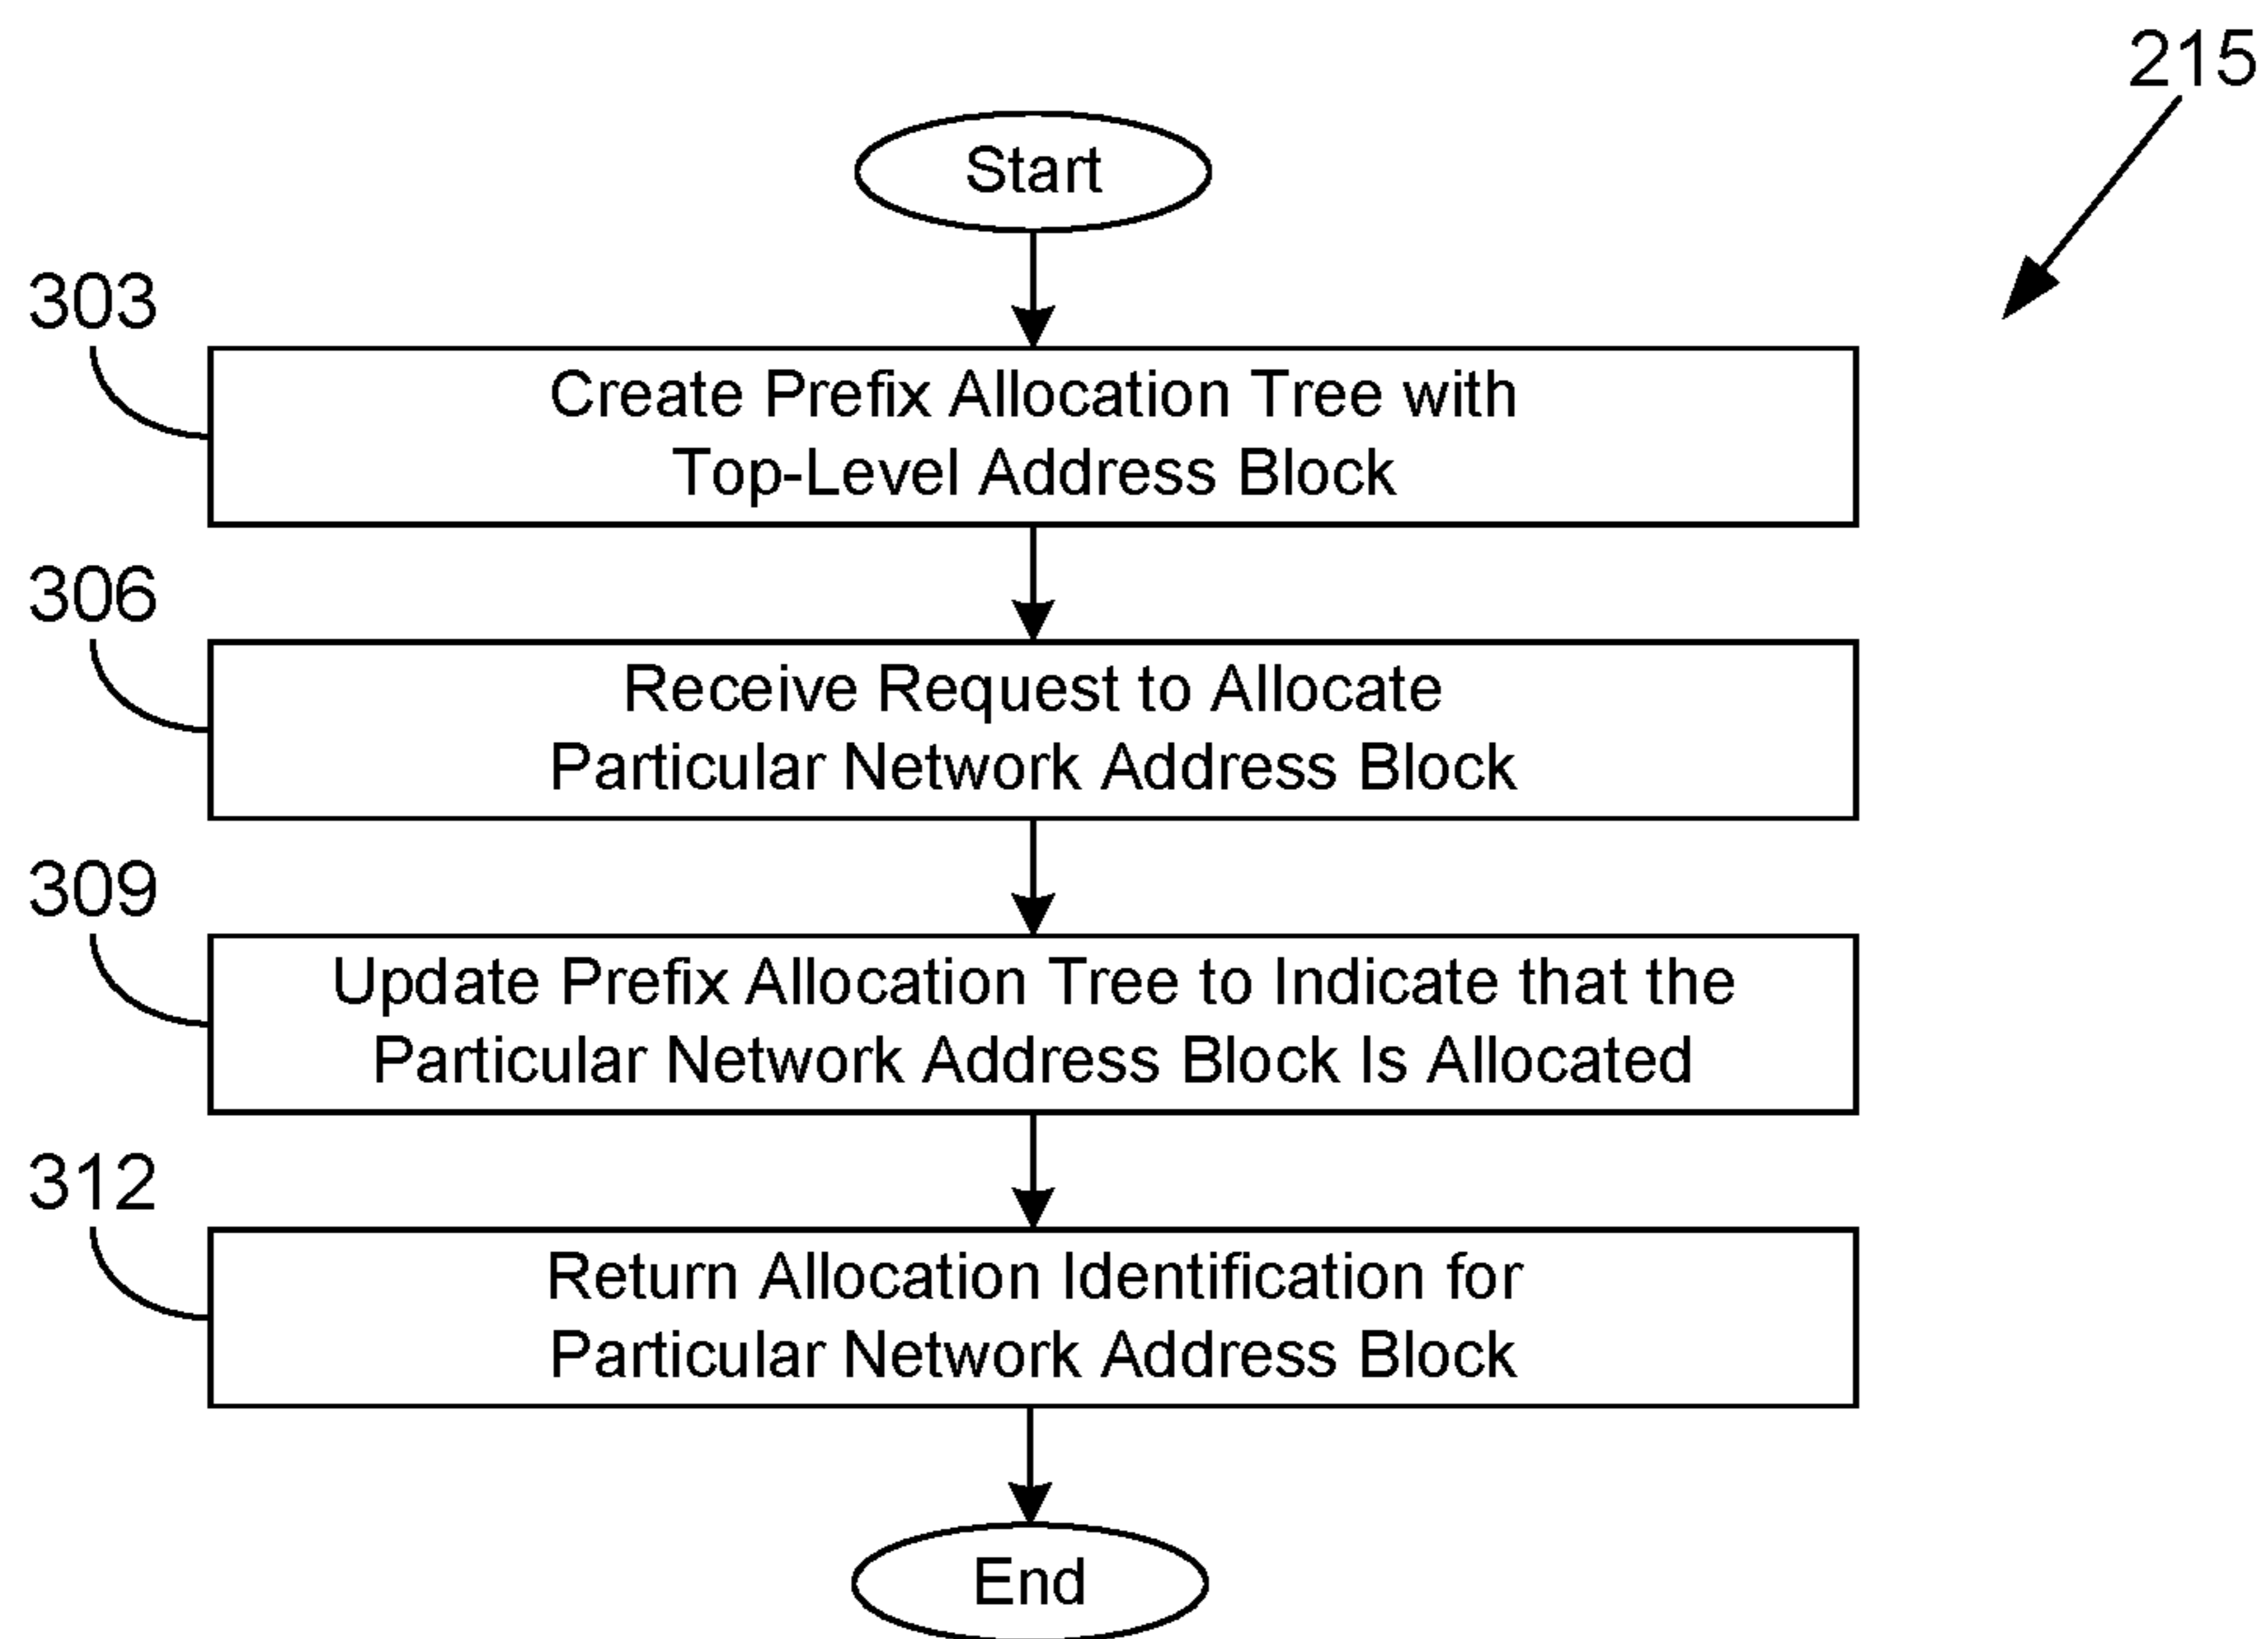 215
Start
303
Create Prefix Allocation Tree with
Top-Level Address Block
306
Receive Request to Allocate
Particular Network Address Block
309
Update Prefix Allocation Tree to Indicate that the
Particular Network Address Block Is Allocated
312
Return Allocation Identification for
Particular Network Address Block
End